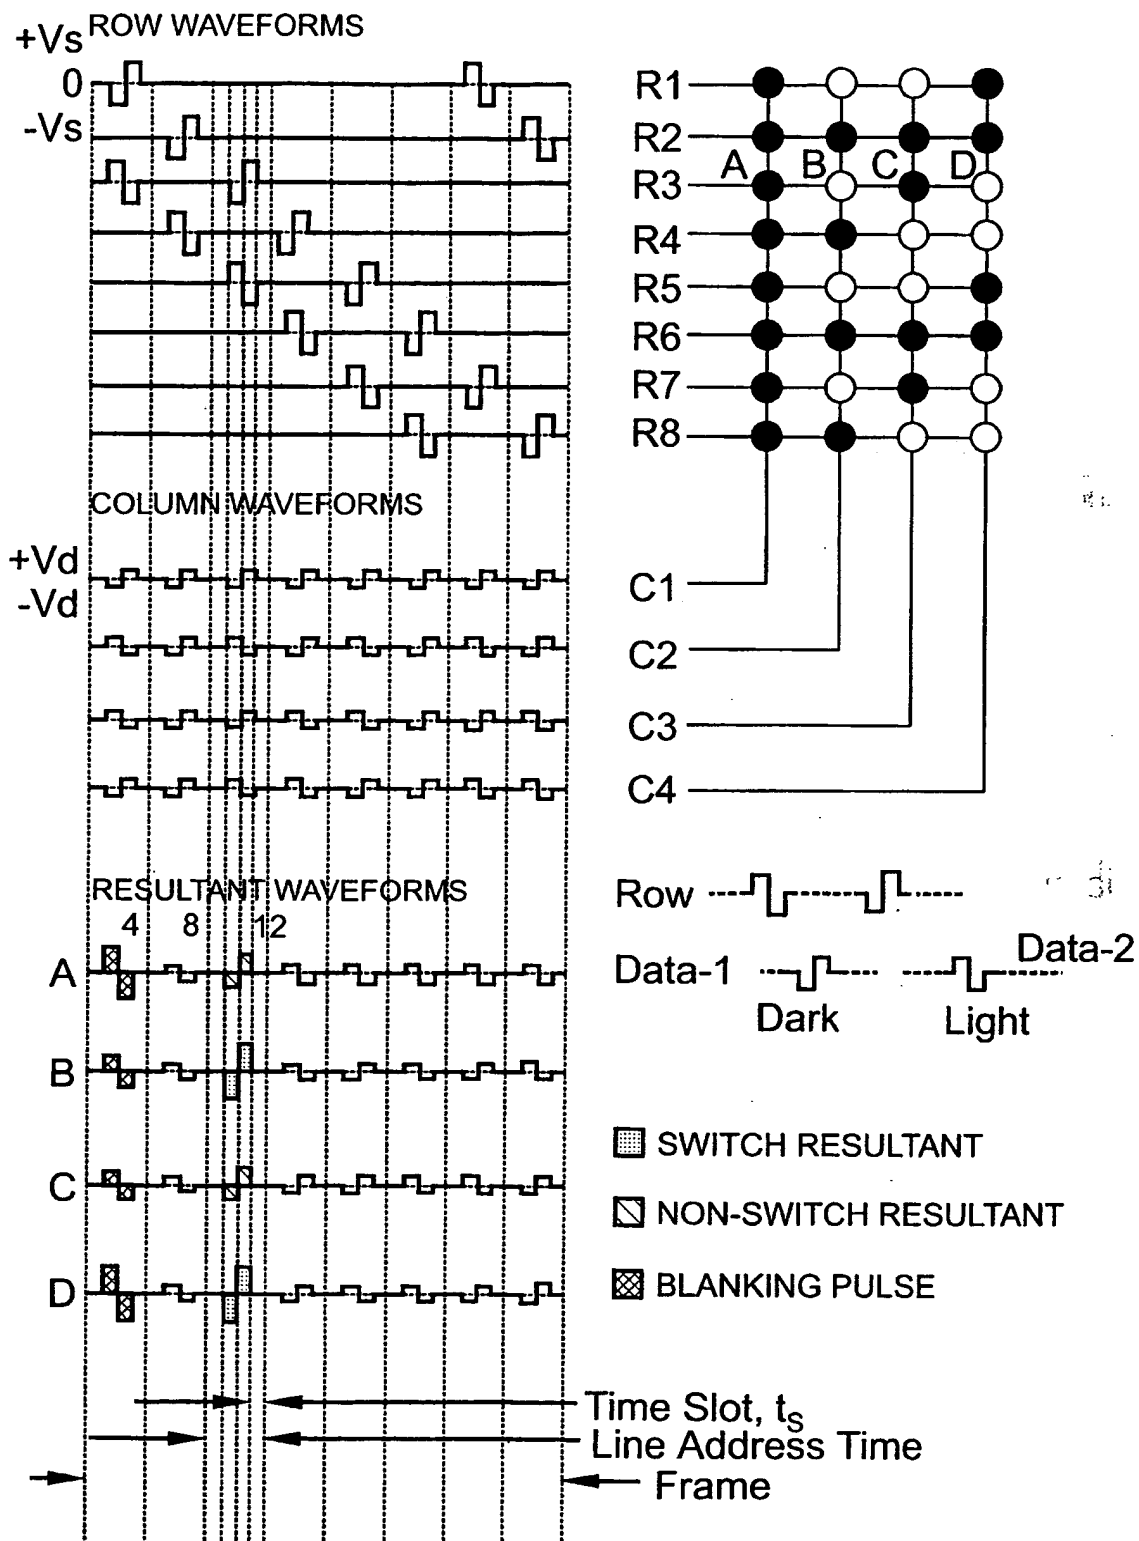 ROW WAVEFORMS
+Vs
0
-Vs
COLUMN WAVEFORMS
+Vd
-Vd
RESULTANT WAVEFORMS
4 8 12
A
B
C
D
R1
R2
A B C D
R3
R4
R5
R6
R7
R8
C1
C2
C3
C4
Row
Data-1 Data-2
Dark Light
SWITCH RESULTANT
NON-SWITCH RESULTANT
BLANKING PULSE
Time Slot, tS
Line Address Time
Frame